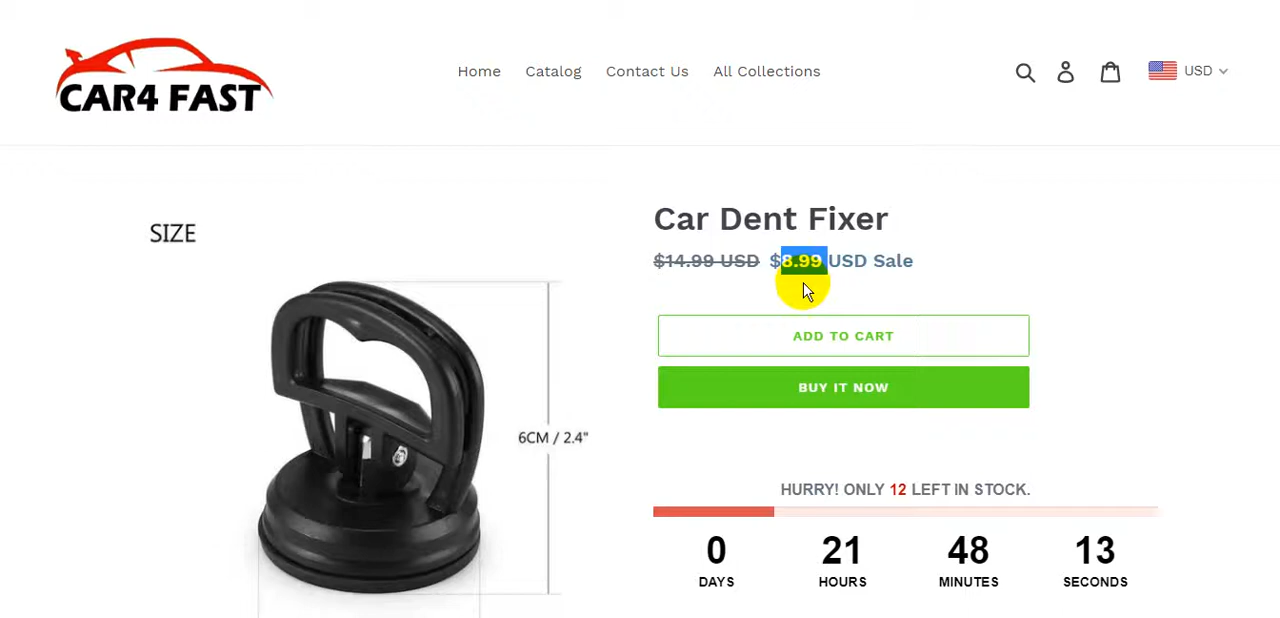 CAR4 FAST
Home Catalog Contact Us All Collections
USD
SIZE
Car Dent Fixer
$14.99 USD $8.99 USD Sale
ADD TO CART
BUY IT NOW
6CM / 2.4"
HURRY! ONLY 12 LEFT IN STOCK.
0 21 48 13
DAYS HOURS MINUTES SECONDS